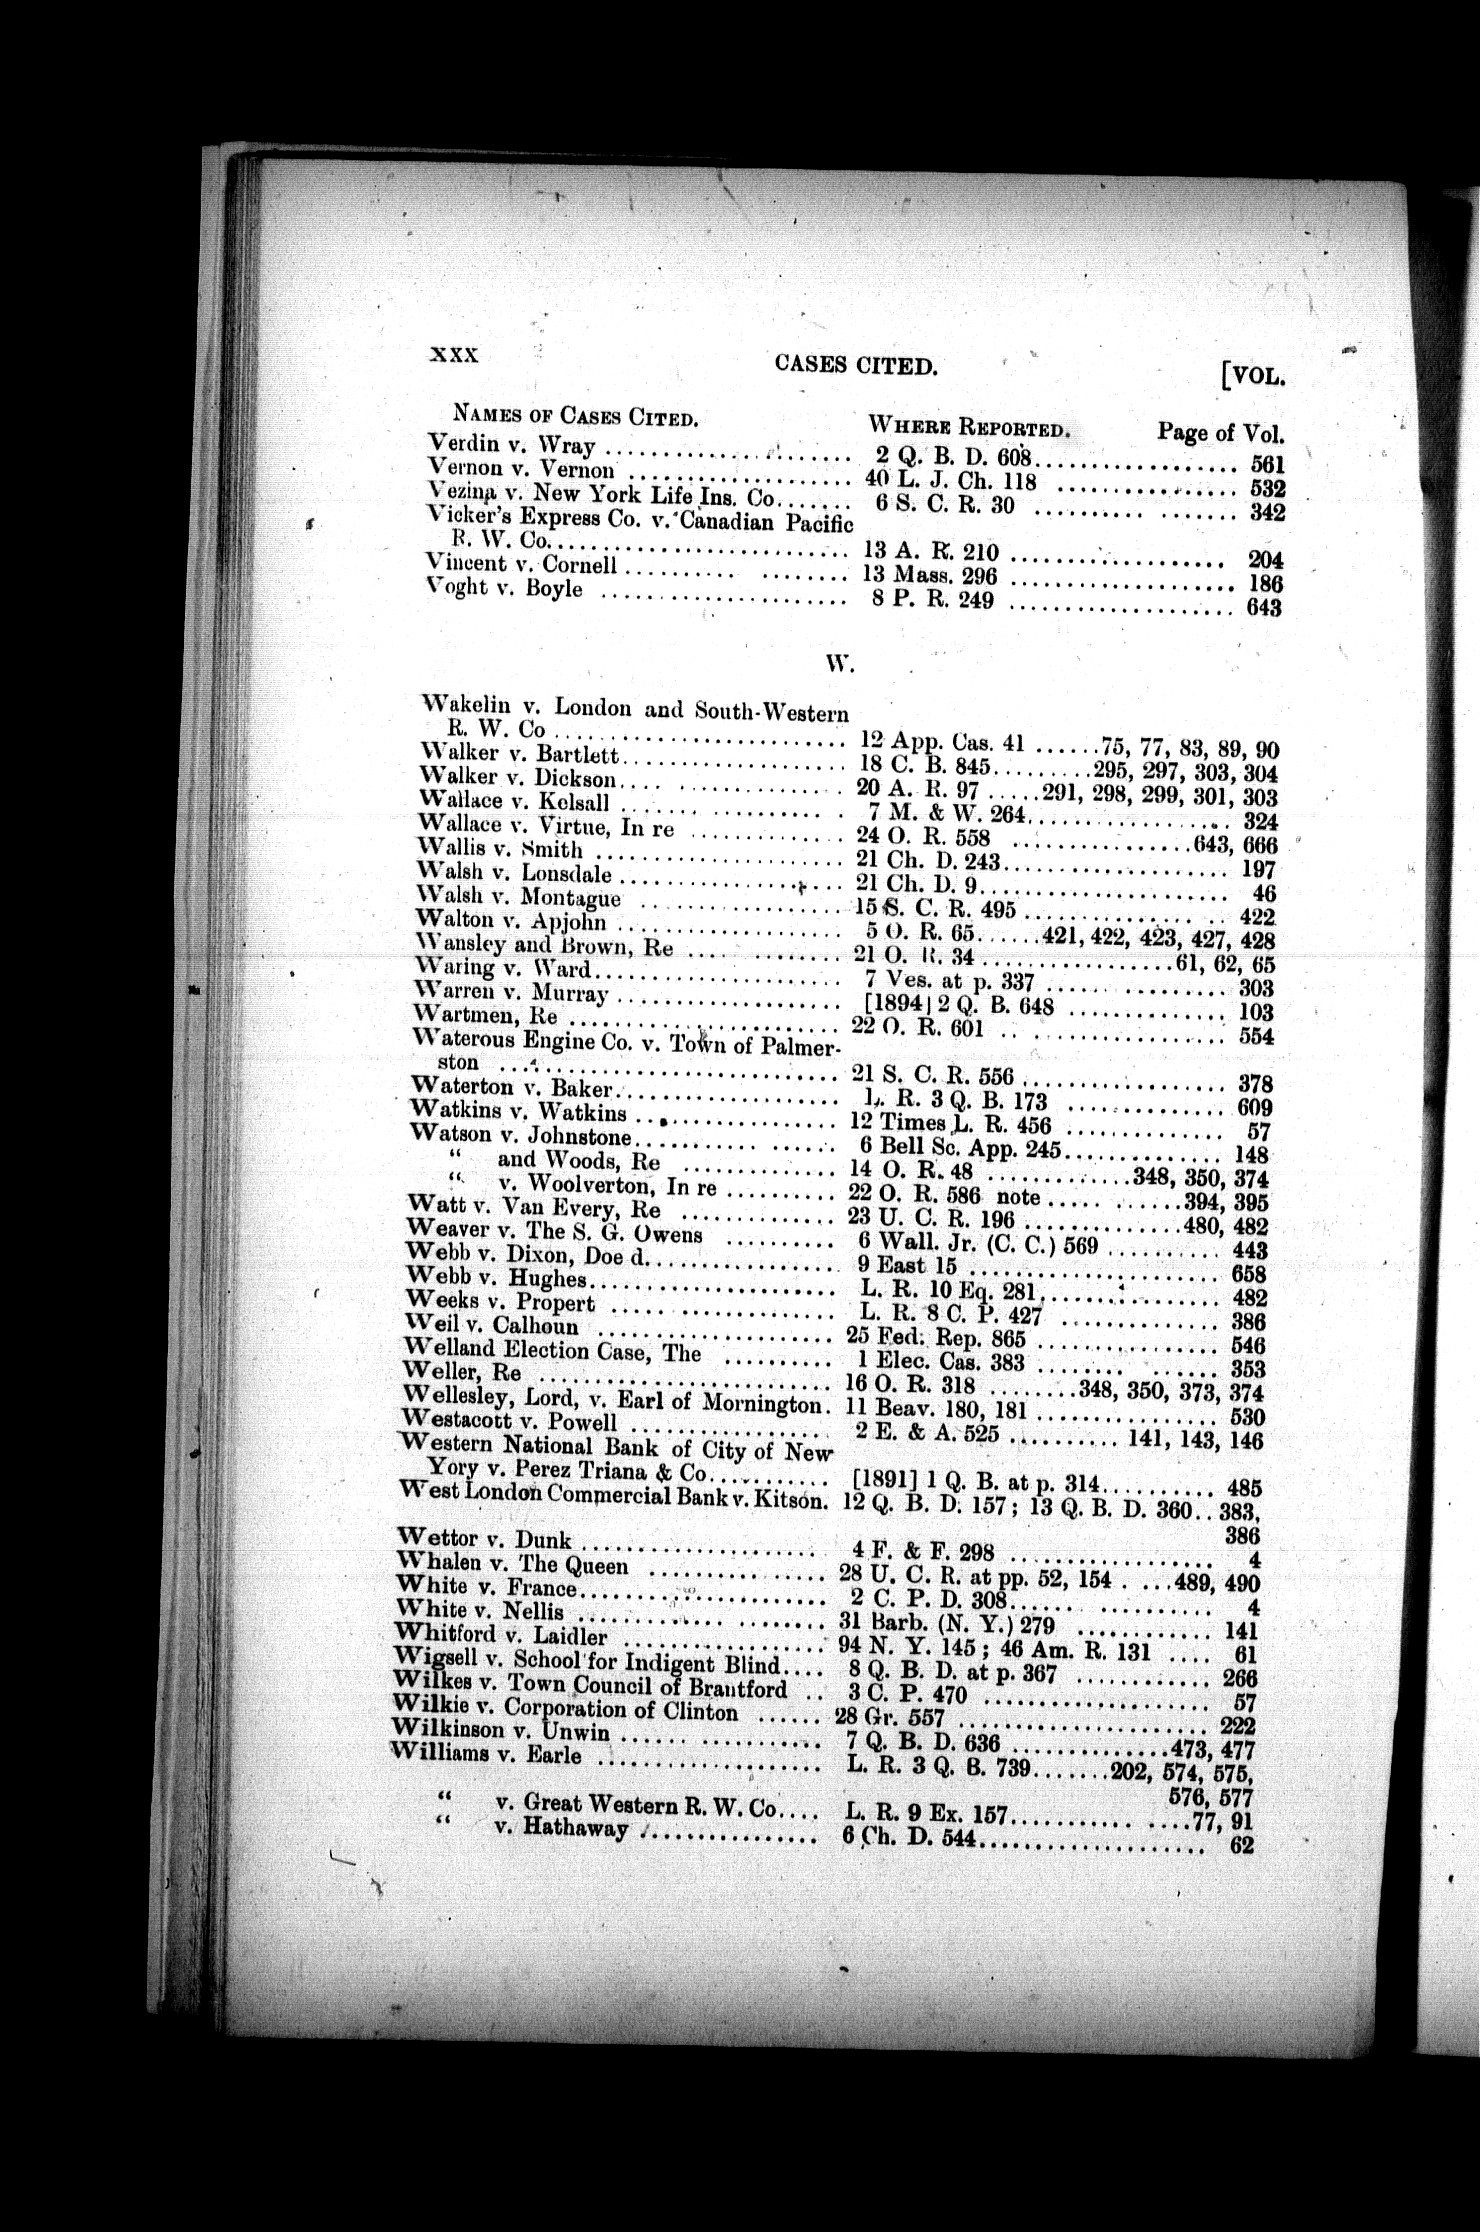 xxx CASES CITED. [VOL.
NAMES OF CASES CITED. WHERE REPORTED. Page of Vol.
Verdin v. Wray .................... 2 Q. B. D. 608.................. 561
Vernon v. Vernon .................... 40 L. J. Ch. 118 ................ 532
Vezina v. New York Life Ins. Co....... 6 S. C. R. 30 ................. 342
Vicker's Express Co. v. Canadian Pacific
R. W. Co........................... 13 A. R. 210 ................... 204
Vincent v. Cornell .................. 13 Mass. 296 .................... 186
Voght v. Boyle ...................... 8 P. R. 249 .................... 643
W.
Wakelin v. London and South-Western
R. W. Co .......................... 12 App. Cas. 41 ......75, 77, 83, 89, 90
Walker v. Bartlett.................... 18 C. B. 845.........295, 297, 303, 304
Walker v. Dickson.................... 20 A. R. 97 .....291, 298, 299, 301, 303
Wallace v. Kelsall .................... 7 M. & W. 264.................. 324
Wallace v. Virtue, In re .............. 24 O. R. 558 ................643, 666
Wallis v. Smith ...................... 21 Ch. D. 243.................... 197
Walsh v. Lonsdale .................... 21 Ch. D. 9...................... 46
Walsh v. Montague .................. 15 S. C. R. 495 .................. 422
Walton v. Apjohn .................... 5 O. R. 65......421, 422, 423, 427, 428
Wansley and Brown, Re .............. 21 O. R. 34 .................61, 62, 65
Waring v. Ward...................... 7 Ves. at p. 337 ................ 303
Warren v. Murray .................... [1894] 2 Q. B. 648 .............. 103
Wartmen, Re ........................ 22 O. R. 601 .................... 554
Waterous Engine Co. v. Town of Palmer-
ston .............................. 21 S. C. R. 556 .................. 378
Waterton v. Baker.................... L. R. 3 Q. B. 173 .............. 609
Watkins v. Watkins .................. 12 Times L. R. 456 .............. 57
Watson v. Johnstone.................. 6 Bell Sc. App. 245.............. 148
“ and Woods, Re .............. 14 O. R. 48 .............348, 350, 374
“ v. Woolverton, In re .......... 22 O. R. 586 note ...........394, 395
Watt v. Van Every, Re .............. 23 U. C. R. 196 ...............480, 482
Weaver v. The S. G. Owens .......... 6 Wall. Jr. (C. C.) 569 .......... 443
Webb v. Dixon, Doe d................. 9 East 15 ...................... 658
Webb v. Hughes...................... L. R. 10 Eq. 281................ 482
Weeks v. Propert .................... L. R. 8 C. P. 427 .............. 386
Weil v. Calhoun ...................... 25 Fed. Rep. 865 ................ 546
Welland Election Case, The .......... 1 Elec. Cas. 383 ................ 353
Weller, Re .......................... 16 O. R. 318 ........348, 350, 373, 374
Wellesley, Lord, v. Earl of Mornington. 11 Beav. 180, 181 ................ 530
Westacott v. Powell .................. 2 E. & A. 525 .......... 141, 143, 146
Western National Bank of City of New
Yory v. Perez Triana & Co........... [1891] 1 Q. B. at p. 314.......... 485
West London Commercial Bank v. Kitson. 12 Q. B. D. 157 ; 13 Q. B. D. 360.. 383,
386
Wettor v. Dunk ...................... 4 F. & F. 298 .................. 4
Whalen v. The Queen ................ 28 U. C. R. at pp. 52, 154 . ...489, 490
White v. France...................... 2 C. P. D. 308.................. 4
White v. Nellis ...................... 31 Barb. (N. Y.) 279 ............ 141
Whitford v. Laidler .................. 94 N. Y. 145 ; 46 Am. R. 131 .... 61
Wigsell v. School for Indigent Blind.... 8 Q. B. D. at p. 367 ............ 266
Wilkes v. Town Council of Brantford .. 3 C. P. 470 .................... 57
Wilkie v. Corporation of Clinton ...... 28 Gr. 557 ...................... 222
Wilkinson v. Unwin .................. 7 Q. B. D. 636 ...............473, 477
Williams v. Earle .................... L. R. 3 Q. B. 739.......202, 574, 575,
576, 577
“ v. Great Western R. W. Co.... L. R. 9 Ex. 157...............77, 91
“ v. Hathaway ................ 6 Ch. D. 544.................... 62